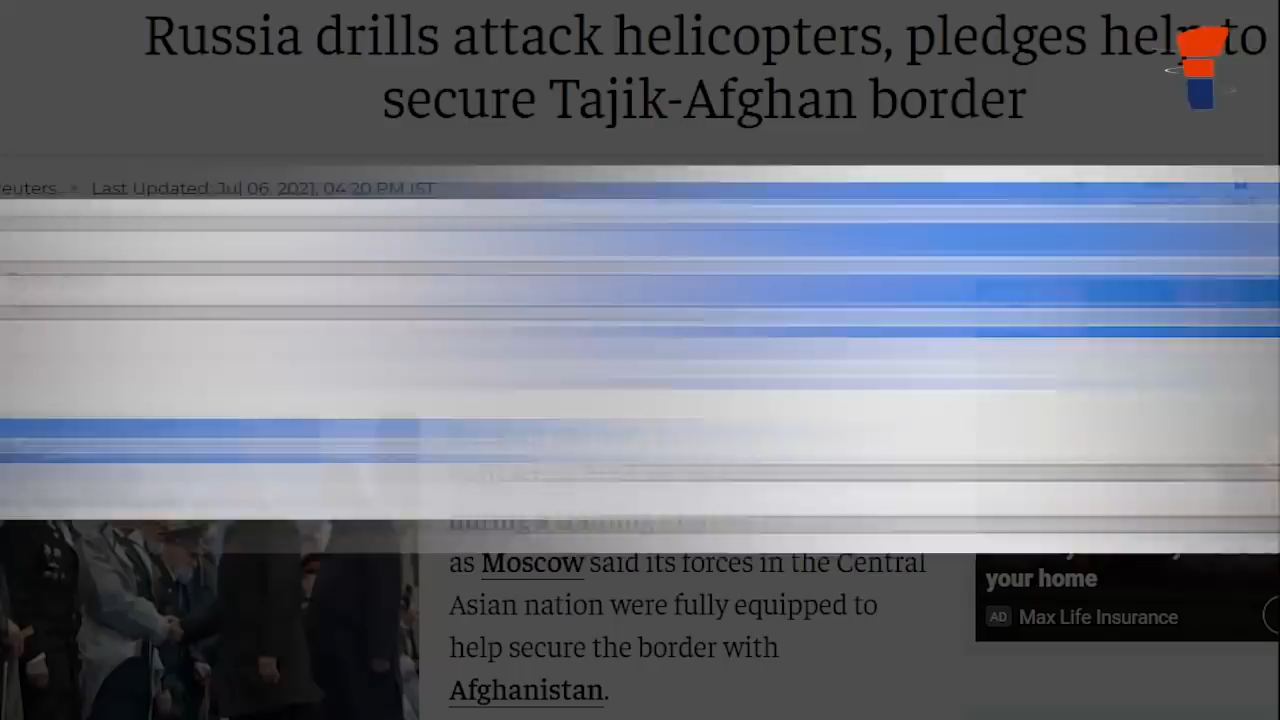 Russia drills attack helicopters, pledges help to
secure Tajik-Afghan border
Last Updated: Jul 06, 2021, 04:20 PM IST
as Moscow said its forces in the Central
Asian nation were fully equipped to
help secure the border with
Afghanistan.
your home
AD Max Life Insurance